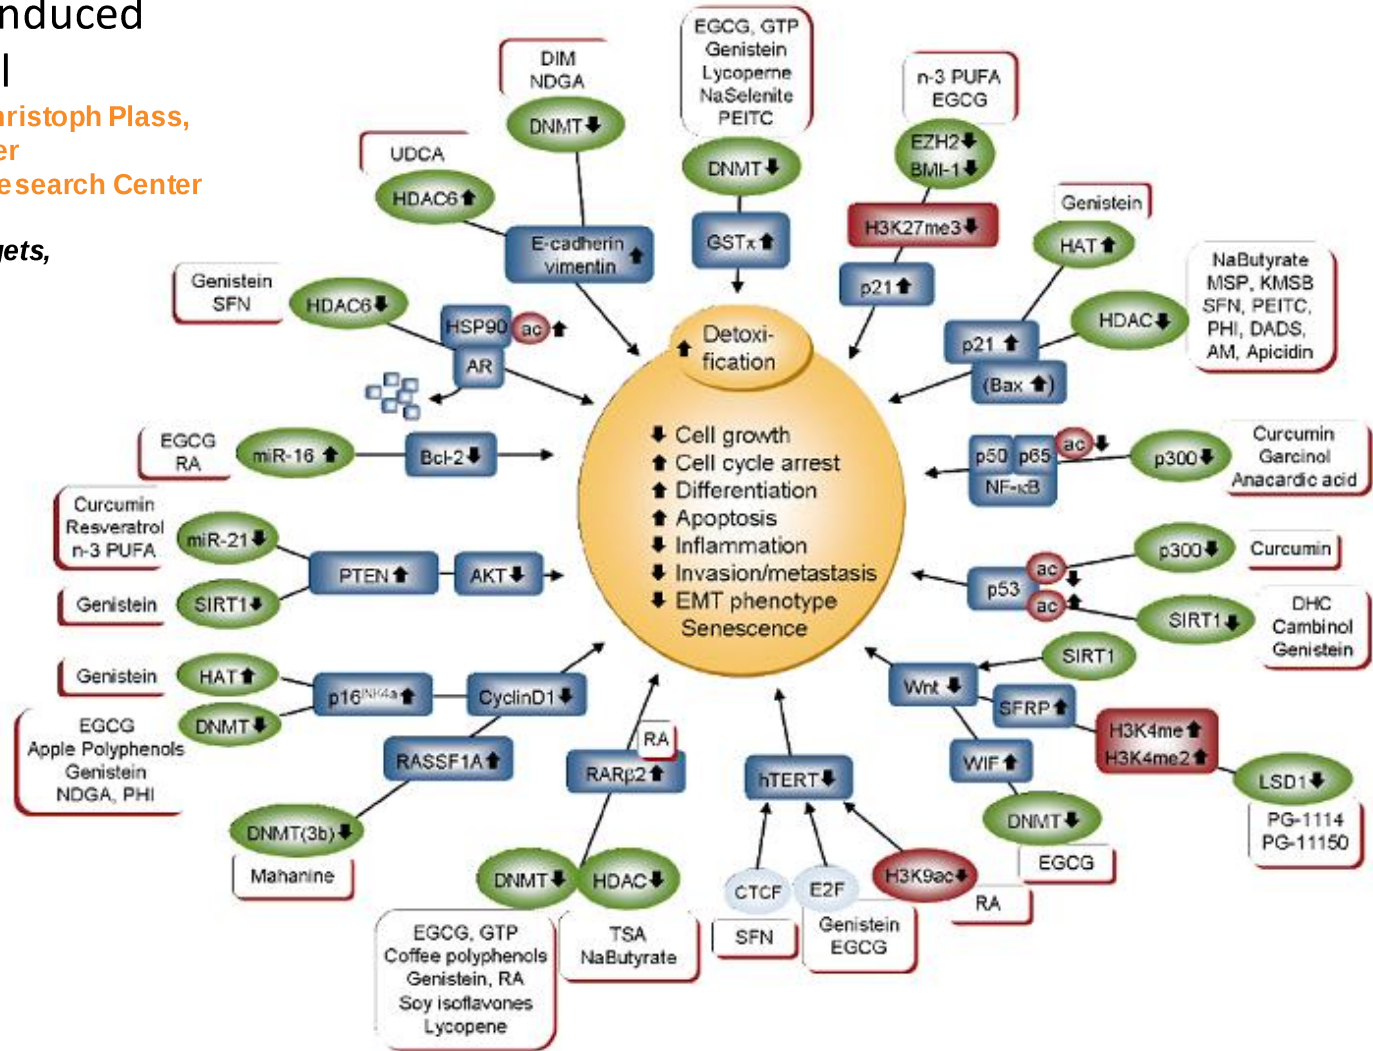 nduced
l
hristoph Plass,
er
esearch Center
gets,
DIM
NDGA
DNMT
UDCA
HDAC6
E-cadherin
vimentin
EGCG, GTP
Genistein
Lycoperne
NaSelenite
PEITC
DNMT
GSTπ
n-3 PUFA
EGCG
EZH2
BMI-1
H3K27me3
p21
Genistein
HAT
NaButyrate
MSP, KMSB
SFN, PEITC,
PHI, DADS,
AM, Apicidin
HDAC
p21
(Bax )
Genistein
SFN
HDAC6
HSP90
ac
AR
Detoxi-
fication
Cell growth
Cell cycle arrest
Differentiation
Apoptosis
Inflammation
Invasion/metastasis
EMT phenotype
Senescence
EGCG
RA
miR-16
Bcl-2
p50
p65
ac
NF-κB
p300
Curcumin
Garcinol
Anacardic acid
Curcumin
Resveratrol
n-3 PUFA
miR-21
PTEN
AKT
Genistein
SIRT1
p53
ac
ac
p300
Curcumin
SIRT1
DHC
Cambinol
Genistein
Genistein
HAT
DNMT
p16INK4a
CyclinD1
EGCG
Apple Polyphenols
Genistein
NDGA, PHI
RASSF1A
DNMT(3b)
Mahanine
RA
RARβ2
DNMT
HDAC
EGCG, GTP
Coffee polyphenols
Genistein, RA
Soy isoflavones
Lycopene
TSA
NaButyrate
hTERT
CTCF
E2F
H3K9ac
SFN
Genistein
EGCG
RA
SIRT1
Wnt
SFRP
H3K4me
H3K4me2
WIF
LSD1
PG-1114
PG-11150
DNMT
EGCG